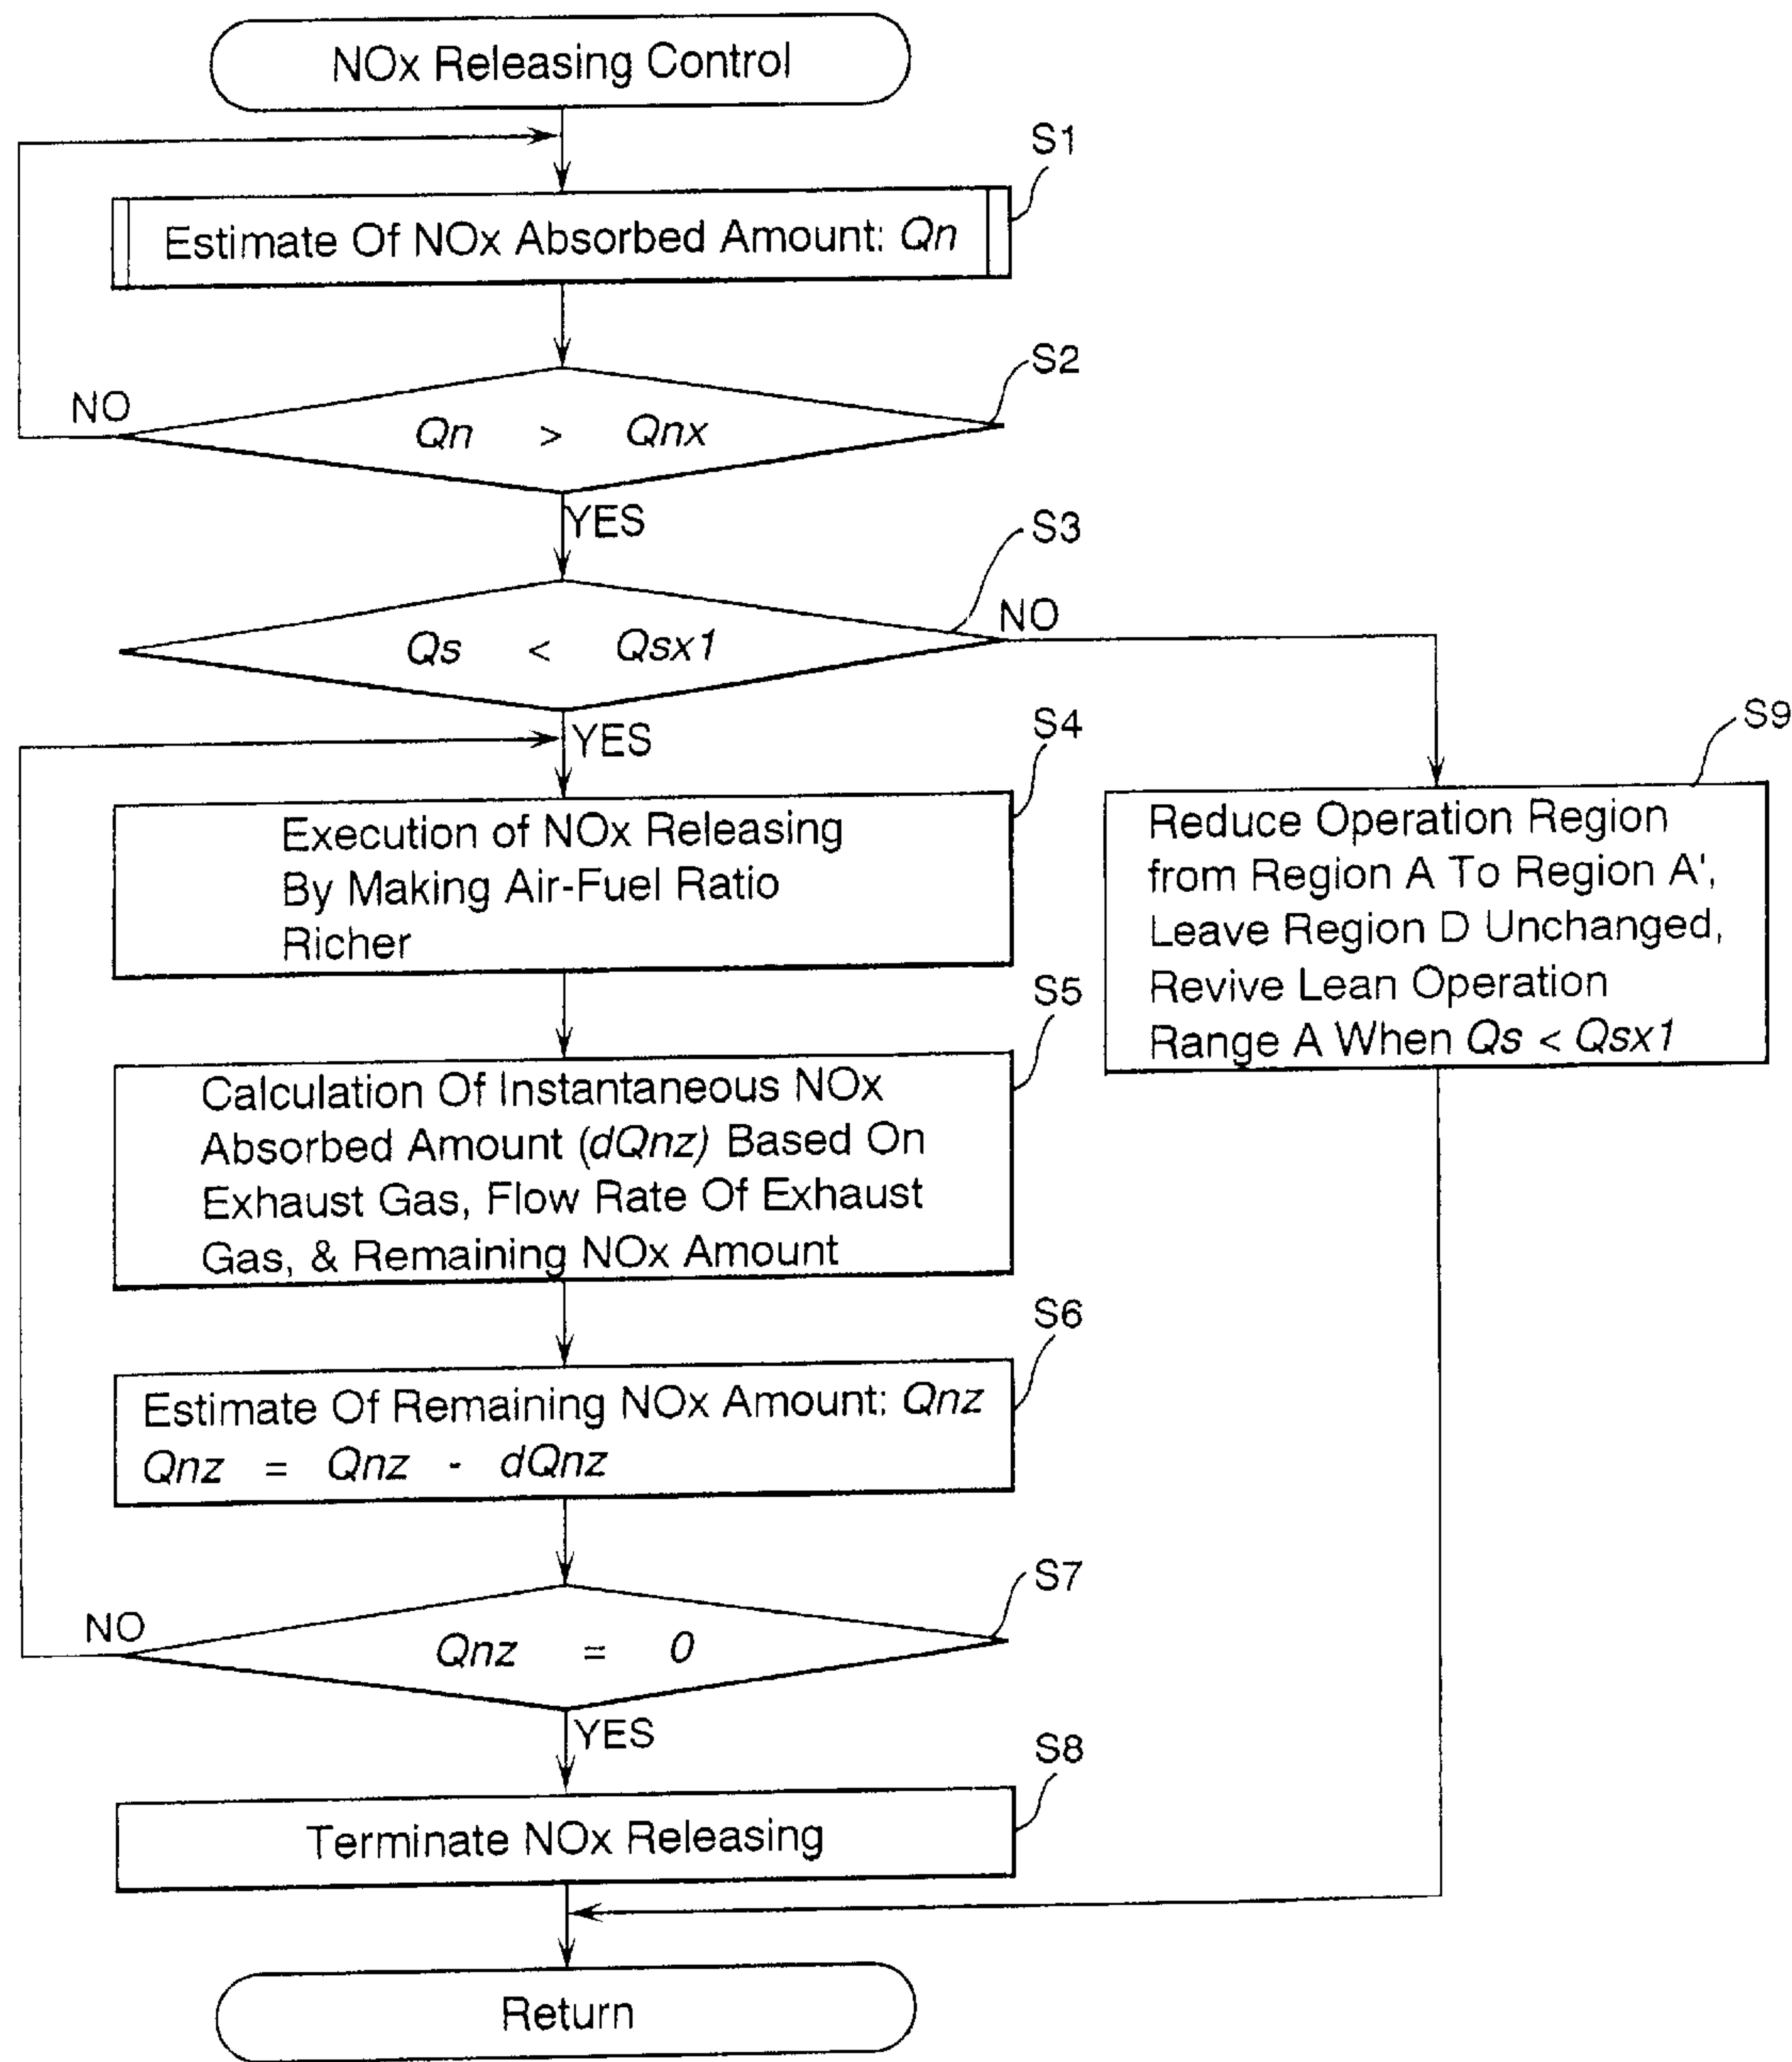 NOx Releasing Control
S1
Estimate Of NOx Absorbed Amount: Qn
S2
NO
Qn > Qnx
YES
S3
NO
Qs < Qsx1
YES
S4
Execution of NOx Releasing
By Making Air-Fuel Ratio
Richer
S9
Reduce Operation Region
from Region A To Region A',
Leave Region D Unchanged,
Revive Lean Operation
Range A When Qs < Qsx1
S5
Calculation Of Instantaneous NOx
Absorbed Amount (dQnz) Based On
Exhaust Gas, Flow Rate Of Exhaust
Gas, & Remaining NOx Amount
S6
Estimate Of Remaining NOx Amount: Qnz
Qnz = Qnz - dQnz
S7
NO
Qnz = 0
YES
S8
Terminate NOx Releasing
Return